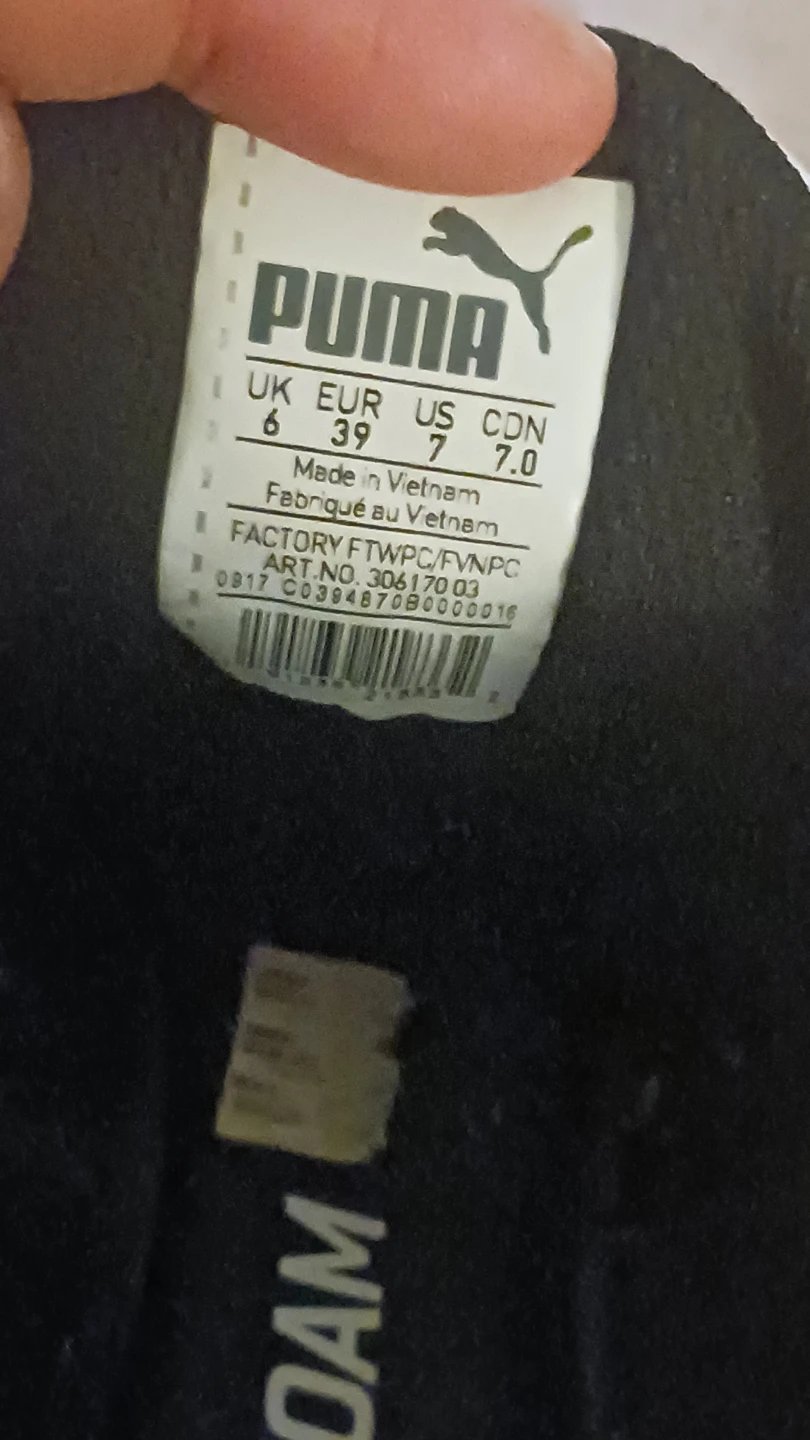 PUMA
UK EUR US CDN
6 39 7 7.0
Made in Vietnam
Fabriqué au Vietnam
FACTORY FTWPC/FVNPC
ART.NO. 306170 03
0917 C0394870B0000016
OAM